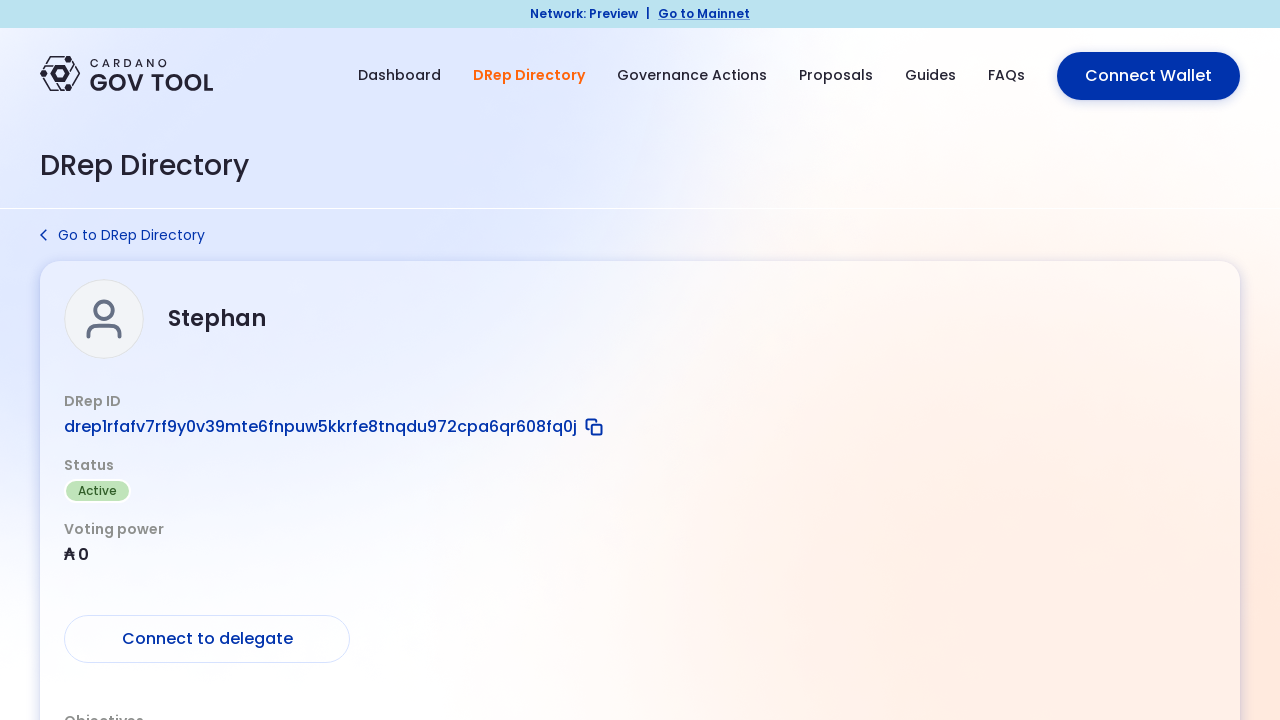 Network: Preview | Go to Mainnet
CARDANO
GOV TOOL
Dashboard
DRep Directory
Governance Actions
Proposals
Guides
FAQs
Connect Wallet
DRep Directory
Go to DRep Directory
Stephan
DRep ID
drep1rfafv7rf9y0v39mte6fnpuw5kkrfe8tnqdu972cpa6qr608fq0j
Status
Active
Voting power
₳ 0
Connect to delegate
Objectives